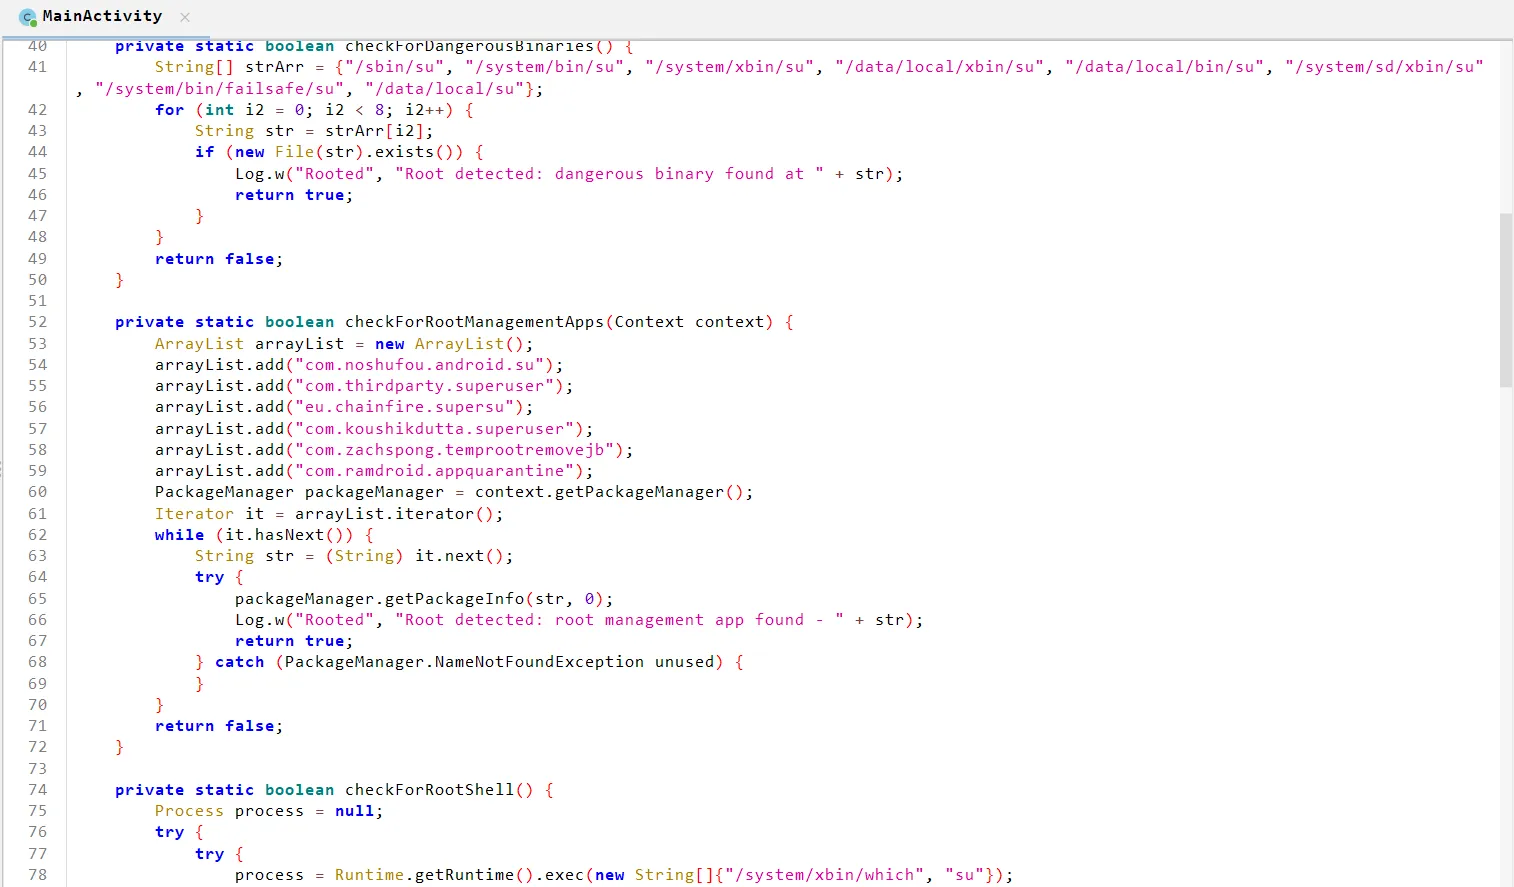 MainActivity
40 private static boolean checkForDangerousBinaries() {
41 String[] strArr = {"/sbin/su", "/system/bin/su", "/system/xbin/su", "/data/local/xbin/su", "/data/local/bin/su", "/system/sd/xbin/su"
, "/system/bin/failsafe/su", "/data/local/su"};
42 for (int i2 = 0; i2 < 8; i2++) {
43 String str = strArr[i2];
44 if (new File(str).exists()) {
45 Log.w("Rooted", "Root detected: dangerous binary found at " + str);
46 return true;
47 }
48 }
49 return false;
50 }
51
52 private static boolean checkForRootManagementApps(Context context) {
53 ArrayList arrayList = new ArrayList();
54 arrayList.add("com.noshufou.android.su");
55 arrayList.add("com.thirdparty.superuser");
56 arrayList.add("eu.chainfire.supersu");
57 arrayList.add("com.koushikdutta.superuser");
58 arrayList.add("com.zachspong.temprootremovejb");
59 arrayList.add("com.ramdroid.appquarantine");
60 PackageManager packageManager = context.getPackageManager();
61 Iterator it = arrayList.iterator();
62 while (it.hasNext()) {
63 String str = (String) it.next();
64 try {
65 packageManager.getPackageInfo(str, 0);
66 Log.w("Rooted", "Root detected: root management app found - " + str);
67 return true;
68 } catch (PackageManager.NameNotFoundException unused) {
69 }
70 }
71 return false;
72 }
73
74 private static boolean checkForRootShell() {
75 Process process = null;
76 try {
77 try {
78 process = Runtime.getRuntime().exec(new String[]{"/system/xbin/which", "su"});